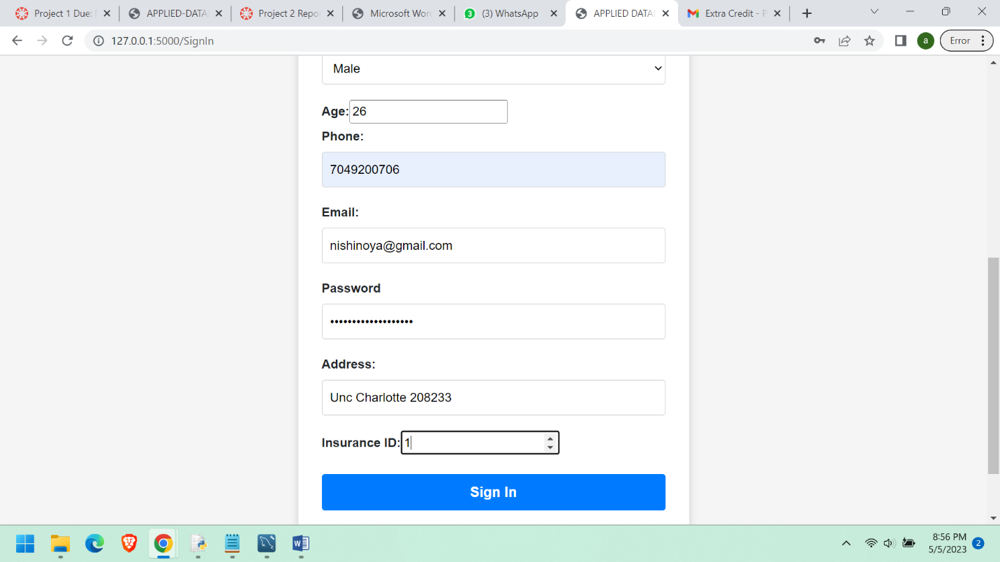 Project 1 Due:
APPLIED-DATA
Project 2 Repo
Microsoft Word
(3) WhatsApp
APPLIED DATA
Extra Credit - P
127.0.0.1:5000/SignIn
a
Error
Male
Age: 26
Phone:
7049200706
Email:
nishinoya@gmail.com
Password
•••••••••••••••••••
Address:
Unc Charlotte 208233
Insurance ID: 1
Sign In
8:56 PM
5/5/2023
2